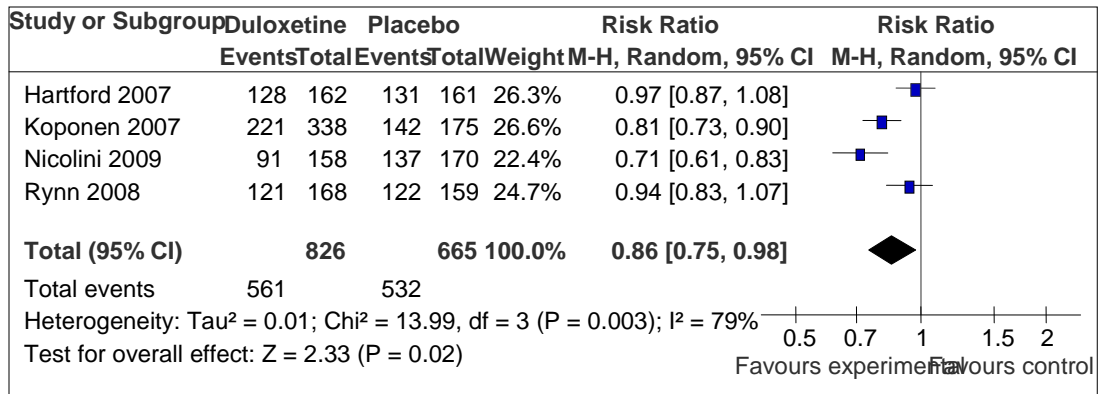 Study or Subgroup Duloxetine Placebo Risk Ratio Risk Ratio
Events Total Events Total Weight M-H, Random, 95% CI M-H, Random, 95% CI
Hartford 2007 128 162 131 161 26.3% 0.97 [0.87, 1.08]
Koponen 2007 221 338 142 175 26.6% 0.81 [0.73, 0.90]
Nicolini 2009 91 158 137 170 22.4% 0.71 [0.61, 0.83]
Rynn 2008 121 168 122 159 24.7% 0.94 [0.83, 1.07]
Total (95% CI) 826 665 100.0% 0.86 [0.75, 0.98]
Total events 561 532
Heterogeneity: Tau² = 0.01; Chi² = 13.99, df = 3 (P = 0.003); I² = 79%
Test for overall effect: Z = 2.33 (P = 0.02)
0.5 0.7 1 1.5 2
Favours experimental Favours control